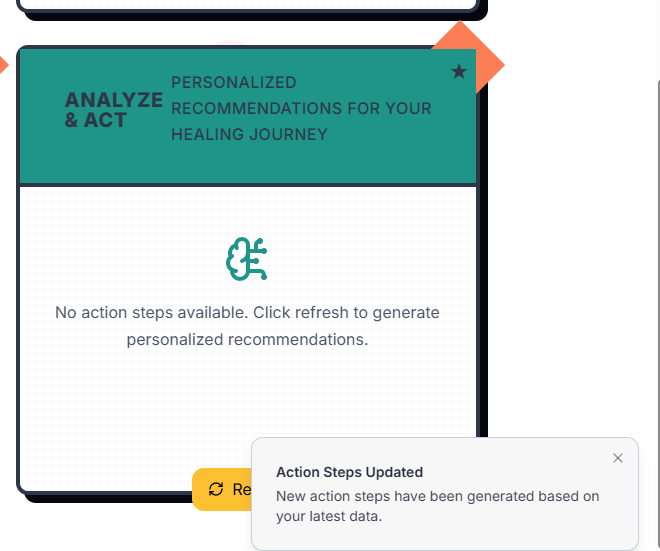 ANALYZE
& ACT
PERSONALIZED
RECOMMENDATIONS FOR YOUR
HEALING JOURNEY
No action steps available. Click refresh to generate
personalized recommendations.
Re
Action Steps Updated
New action steps have been generated based on
your latest data.